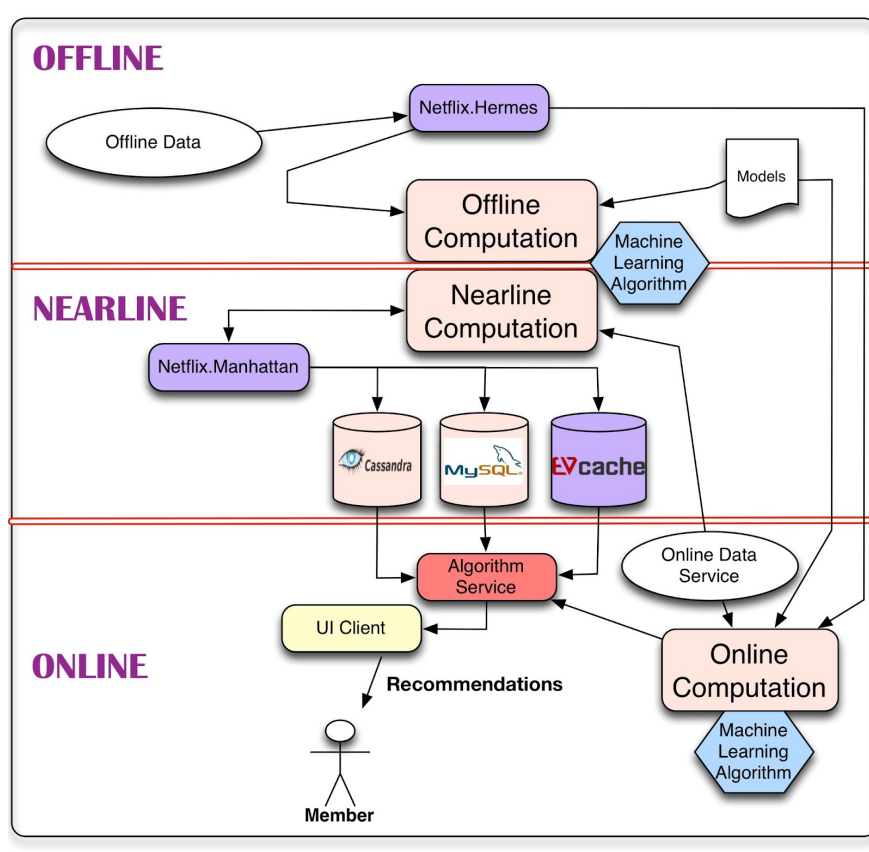 OFFLINE
Netflix.Hermes
Offline Data
Models
Offline
Computation
Machine
Learning
Algorithm
NEARLINE
Nearline
Computation
Netflix.Manhattan
Cassandra
MySQL®
EVcache
Algorithm
Service
Online Data
Service
UI Client
ONLINE
Online
Computation
Recommendations
Machine
Learning
Algorithm
Member